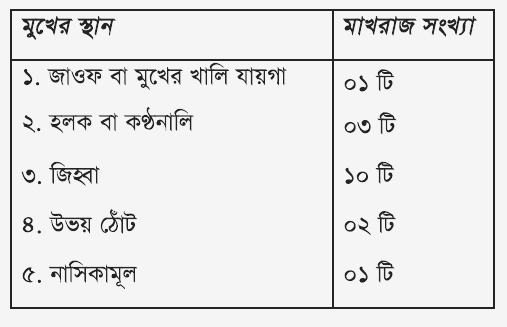 মুখের স্থান মাখরাজ সংখ্যা
১. জাওফ বা মুখের খালি যায়গা ০১ টি
২. হলক বা কণ্ঠনালি ০৩ টি
৩. জিহ্বা ১০ টি
৪. উভয় ঠোঁট ০২ টি
৫. নাসিকামূল ০১ টি